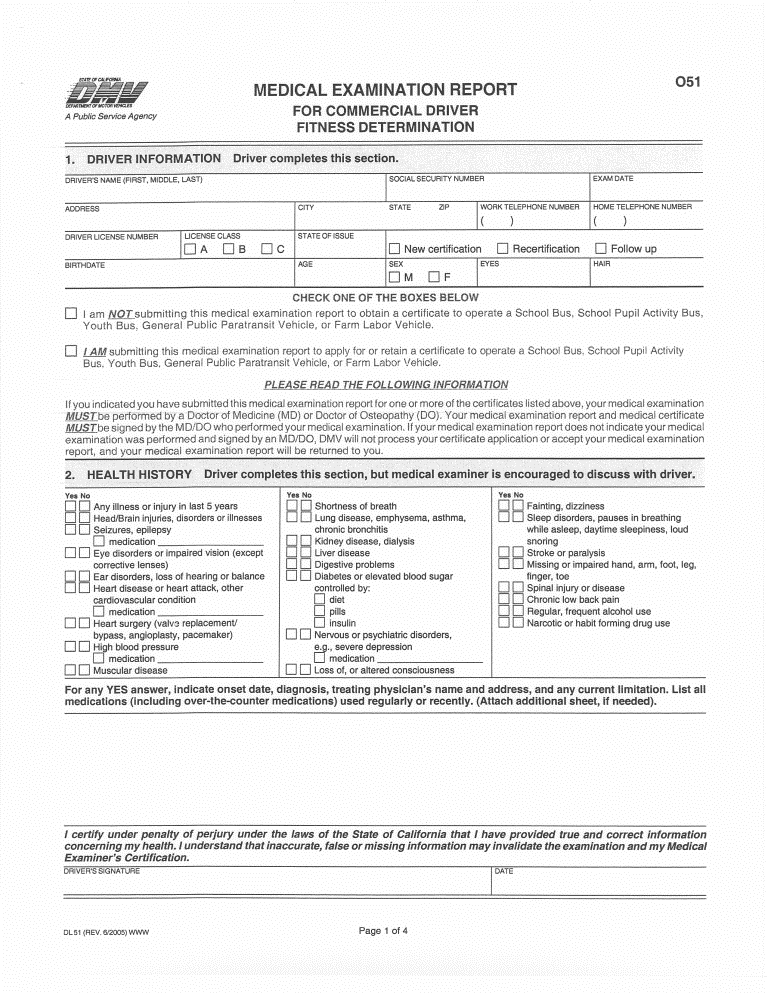 STATE OF CALIFORNIA
DMV
DEPARTMENT OF MOTOR VEHICLES
A Public Service Agency
MEDICAL EXAMINATION REPORT
FOR COMMERCIAL DRIVER
FITNESS DETERMINATION
O51
1. DRIVER INFORMATION Driver completes this section.
DRIVER'S NAME (FIRST, MIDDLE, LAST) SOCIAL SECURITY NUMBER EXAM DATE
ADDRESS CITY STATE ZIP WORK TELEPHONE NUMBER HOME TELEPHONE NUMBER
( ) ( )
DRIVER LICENSE NUMBER LICENSE CLASS STATE OF ISSUE
A B C New certification Recertification Follow up
BIRTHDATE AGE SEX EYES HAIR
M F
CHECK ONE OF THE BOXES BELOW
I am NOT submitting this medical examination report to obtain a certificate to operate a School Bus, School Pupil Activity Bus,
Youth Bus, General Public Paratransit Vehicle, or Farm Labor Vehicle.
I AM submitting this medical examination report to apply for or retain a certificate to operate a School Bus, School Pupil Activity
Bus, Youth Bus, General Public Paratransit Vehicle, or Farm Labor Vehicle.
PLEASE READ THE FOLLOWING INFORMATION
If you indicated you have submitted this medical examination report for one or more of the certificates listed above, your medical examination
MUST be performed by a Doctor of Medicine (MD) or Doctor of Osteopathy (DO). Your medical examination report and medical certificate
MUST be signed by the MD/DO who performed your medical examination. If your medical examination report does not indicate your medical
examination was performed and signed by an MD/DO, DMV will not process your certificate application or accept your medical examination
report, and your medical examination report will be returned to you.
2. HEALTH HISTORY Driver completes this section, but medical examiner is encouraged to discuss with driver.
Yes No
Any illness or injury in last 5 years
Head/Brain injuries, disorders or illnesses
Seizures, epilepsy
medication
Eye disorders or impaired vision (except
corrective lenses)
Ear disorders, loss of hearing or balance
Heart disease or heart attack, other
cardiovascular condition
medication
Heart surgery (valve replacement/
bypass, angioplasty, pacemaker)
High blood pressure
medication
Muscular disease
Yes No
Shortness of breath
Lung disease, emphysema, asthma,
chronic bronchitis
Kidney disease, dialysis
Liver disease
Digestive problems
Diabetes or elevated blood sugar
controlled by:
diet
pills
insulin
Nervous or psychiatric disorders,
e.g., severe depression
medication
Loss of, or altered consciousness
Yes No
Fainting, dizziness
Sleep disorders, pauses in breathing
while asleep, daytime sleepiness, loud
snoring
Stroke or paralysis
Missing or impaired hand, arm, foot, leg,
finger, toe
Spinal injury or disease
Chronic low back pain
Regular, frequent alcohol use
Narcotic or habit forming drug use
For any YES answer, indicate onset date, diagnosis, treating physician's name and address, and any current limitation. List all
medications (including over-the-counter medications) used regularly or recently. (Attach additional sheet, if needed).
I certify under penalty of perjury under the laws of the State of California that I have provided true and correct information
concerning my health. I understand that inaccurate, false or missing information may invalidate the examination and my Medical
Examiner's Certification.
DRIVER'S SIGNATURE DATE
DL 51 (REV. 6/2005) WWW
Page 1 of 4